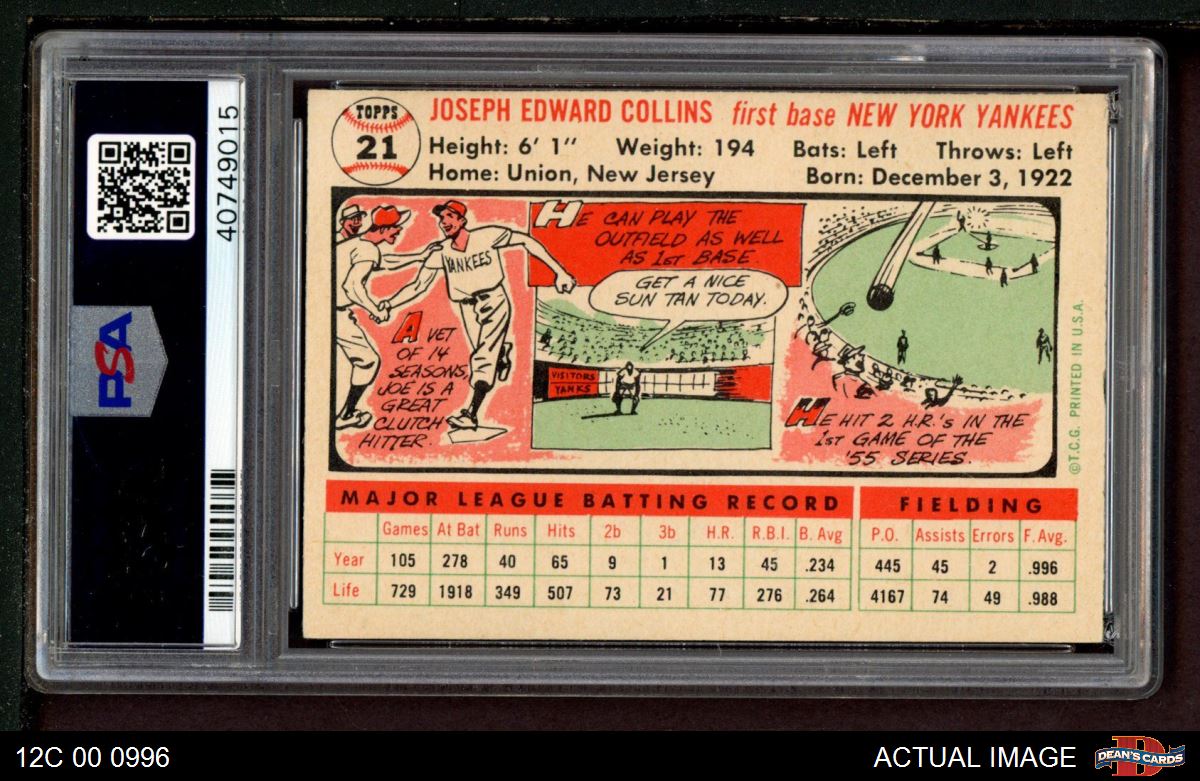 PSA
40749015
TOPPS
21
JOSEPH EDWARD COLLINS first base NEW YORK YANKEES
Height: 6' 1" Weight: 194 Bats: Left Throws: Left
Home: Union, New Jersey Born: December 3, 1922
YANKEES
A VET
OF 14
SEASONS,
JOE IS A
GREAT
CLUTCH
HITTER.
HE CAN PLAY THE
OUTFIELD AS WELL
AS 1ST BASE.
GET A NICE
SUN TAN TODAY.
VISITORS
YANKS
HE HIT 2 H.R.'s IN THE
1ST GAME OF THE
'55 SERIES.
©T.C.G. PRINTED IN U.S.A.
MAJOR LEAGUE BATTING RECORD FIELDING
Games At Bat Runs Hits 2b 3b H.R. R.B.I. B. Avg P.O. Assists Errors F. Avg.
Year 105 278 40 65 9 1 13 45 .234 445 45 2 .996
Life 729 1918 349 507 73 21 77 276 .264 4167 74 49 .988
12C 00 0996 ACTUAL IMAGE
D
DEAN'S CARDS